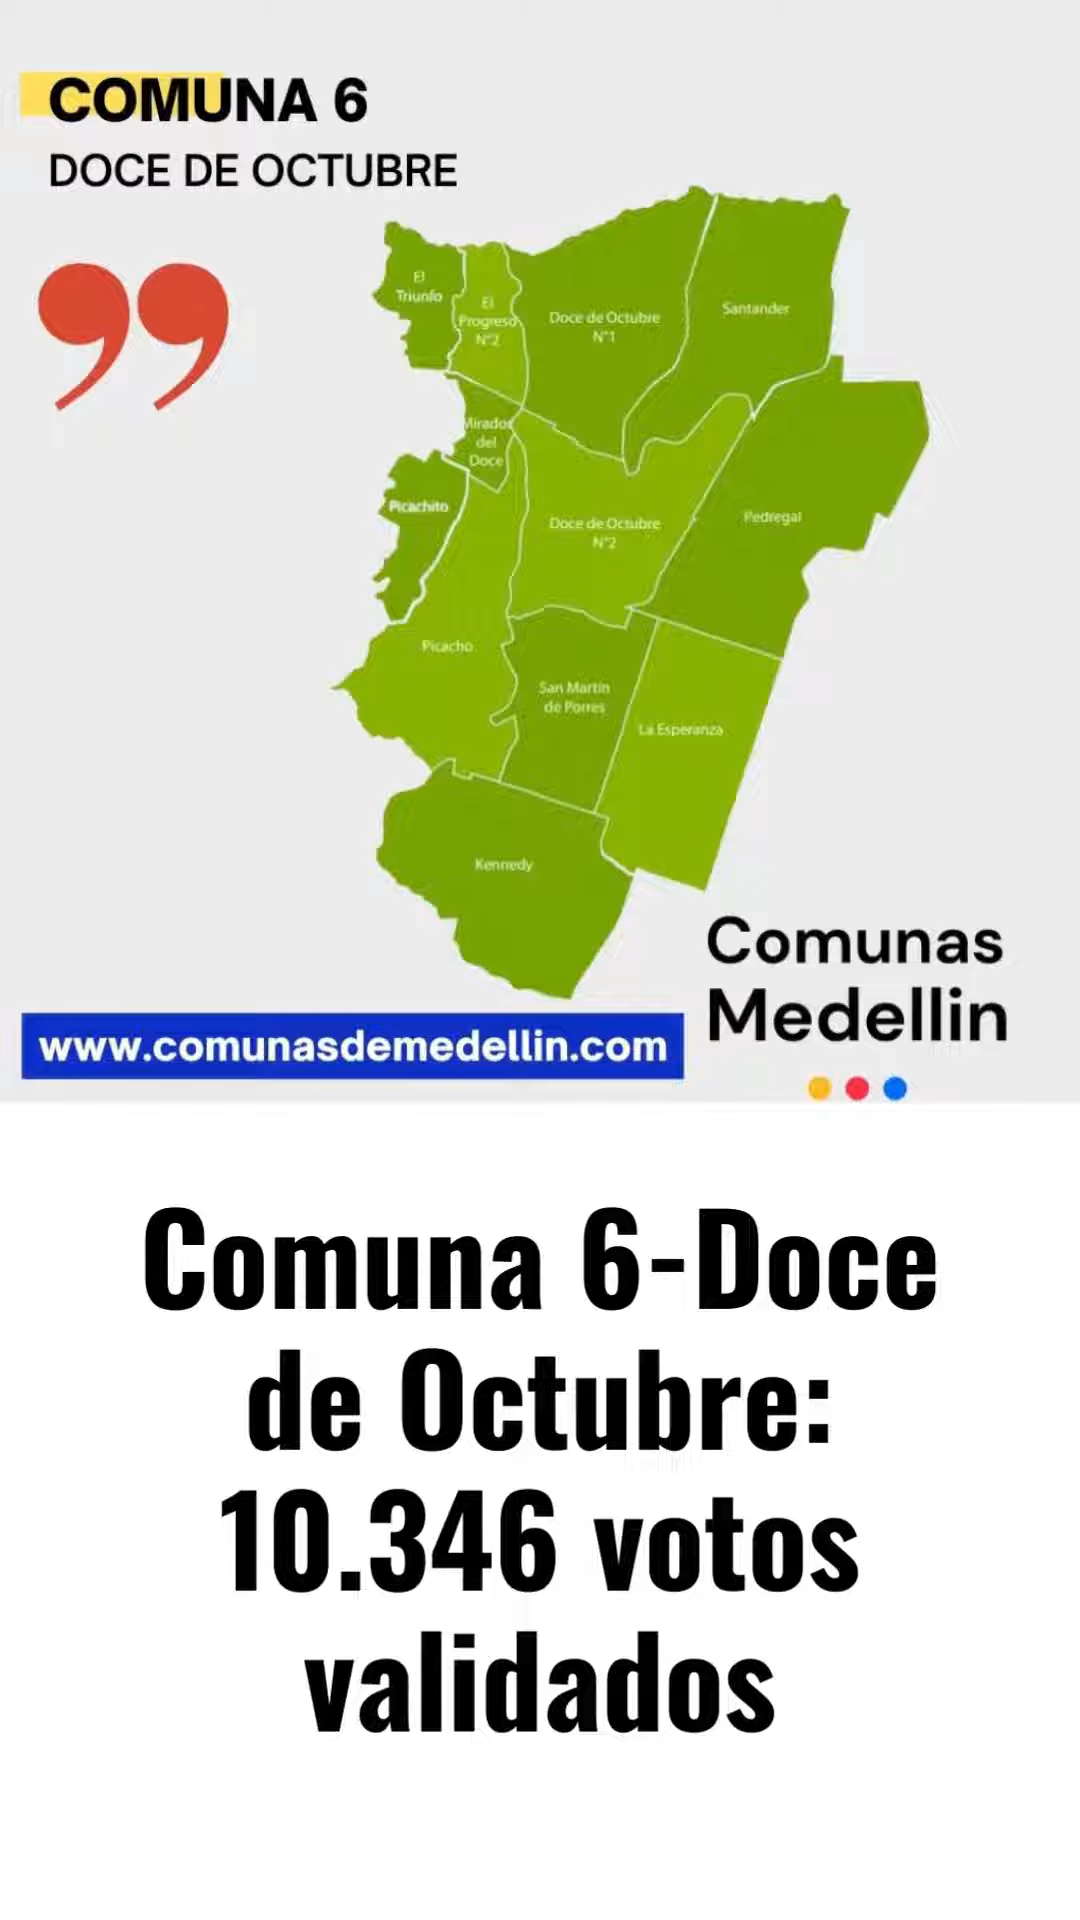 COMUNA 6
DOCE DE OCTUBRE
El
Triunfo
El
Progreso
N°2
Doce de Octubre
N°1
Santander
Mirador
del
Doce
Picachito
Doce de Octubre
N°2
Pedregal
Picacho
San Martín
de Porres
La Esperanza
Kennedy
Comunas
Medellin
www.comunasdemedellin.com
Comuna 6-Doce
de Octubre:
10.346 votos
validados